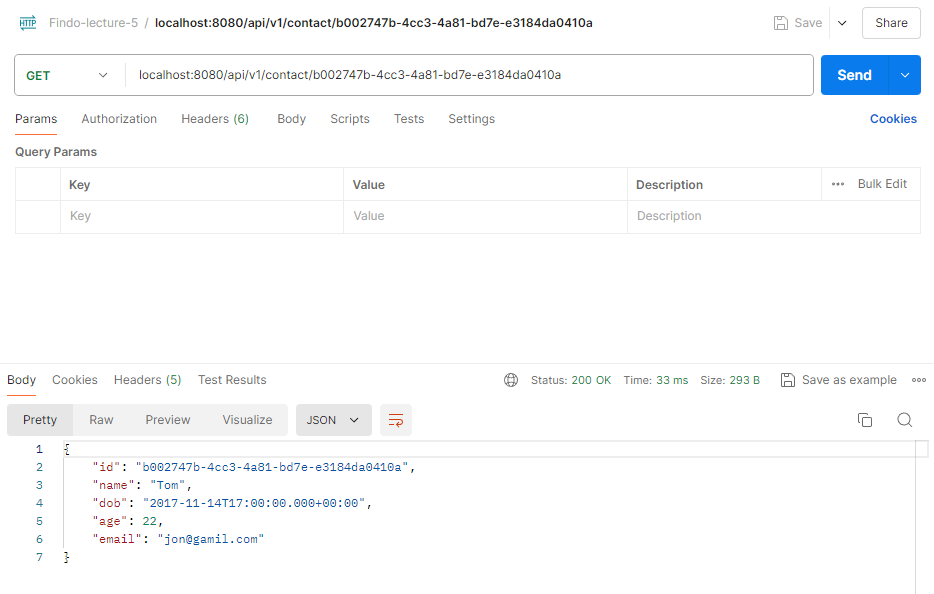 HTTP Findo-lecture-5 / localhost:8080/api/v1/contact/b002747b-4cc3-4a81-bd7e-e3184da0410a Save Share
GET localhost:8080/api/v1/contact/b002747b-4cc3-4a81-bd7e-e3184da0410a Send
Params Authorization Headers (6) Body Scripts Tests Settings Cookies
Query Params
Key Value Description ••• Bulk Edit
Key Value Description
Body Cookies Headers (5) Test Results Status: 200 OK Time: 33 ms Size: 293 B Save as example
Pretty Raw Preview Visualize JSON
1 {
2 "id": "b002747b-4cc3-4a81-bd7e-e3184da0410a",
3 "name": "Tom",
4 "dob": "2017-11-14T17:00:00.000+00:00",
5 "age": 22,
6 "email": "jon@gamil.com"
7 }